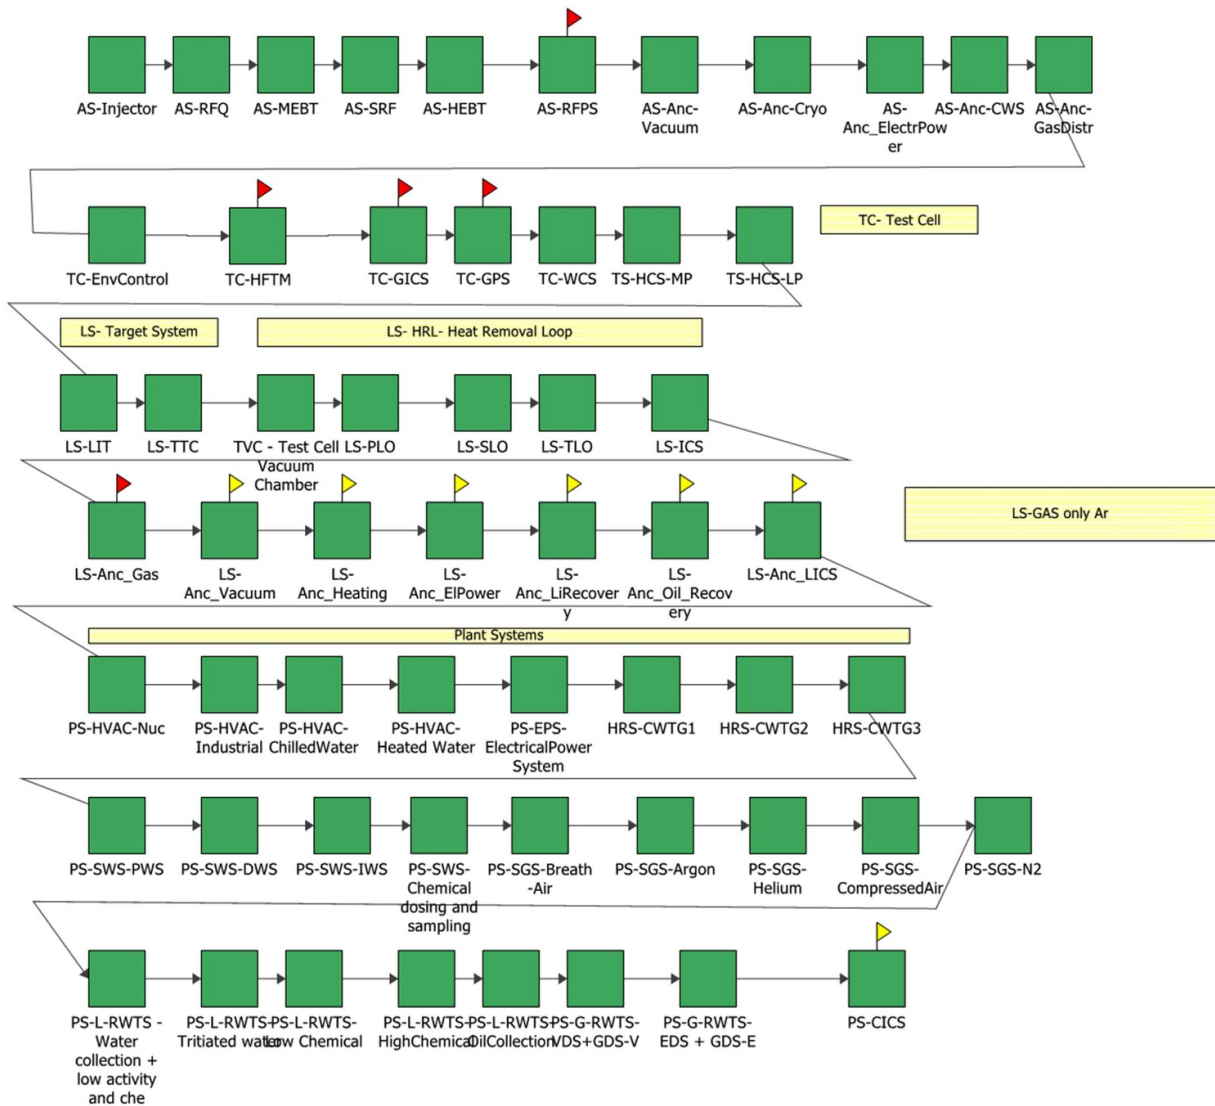 AS-Injector
AS-RFQ
AS-MEBT
AS-SRF
AS-HEBT
AS-RFPS
AS-Anc-
Vacuum
AS-Anc-Cryo
AS-
Anc_ElectrPow
er
AS-Anc-CWS
AS-Anc-
GasDistr
TC- Test Cell
TC-EnvControl
TC-HFTM
TC-GICS
TC-GPS
TC-WCS
TS-HCS-MP
TS-HCS-LP
LS- Target System
LS- HRL- Heat Removal Loop
LS-LIT
LS-TTC
TVC - Test Cell
Vacuum
Chamber
LS-PLO
LS-SLO
LS-TLO
LS-ICS
LS-GAS only Ar
LS-Anc_Gas
LS-
Anc_Vacuum
LS-
Anc_Heating
LS-
Anc_ElPower
LS-
Anc_LiRecover
y
LS-
Anc_Oil_Recov
ery
LS-Anc_LICS
Plant Systems
PS-HVAC-Nuc
PS-HVAC-
Industrial
PS-HVAC-
ChilledWater
PS-HVAC-
Heated Water
PS-EPS-
ElectricalPower
System
HRS-CWTG1
HRS-CWTG2
HRS-CWTG3
PS-SWS-PWS
PS-SWS-DWS
PS-SWS-IWS
PS-SWS-
Chemical
dosing and
sampling
PS-SGS-Breath
-Air
PS-SGS-Argon
PS-SGS-
Helium
PS-SGS-
CompressedAir
PS-SGS-N2
PS-L-RWTS -
Water
collection +
low activity
and che
PS-L-RWTS-
Tritiated water
PS-L-RWTS-
Low Chemical
PS-L-RWTS-
HighChemical
PS-L-RWTS-
OilCollection
PS-G-RWTS-
VDS+GDS-V
PS-G-RWTS-
EDS + GDS-E
PS-CICS